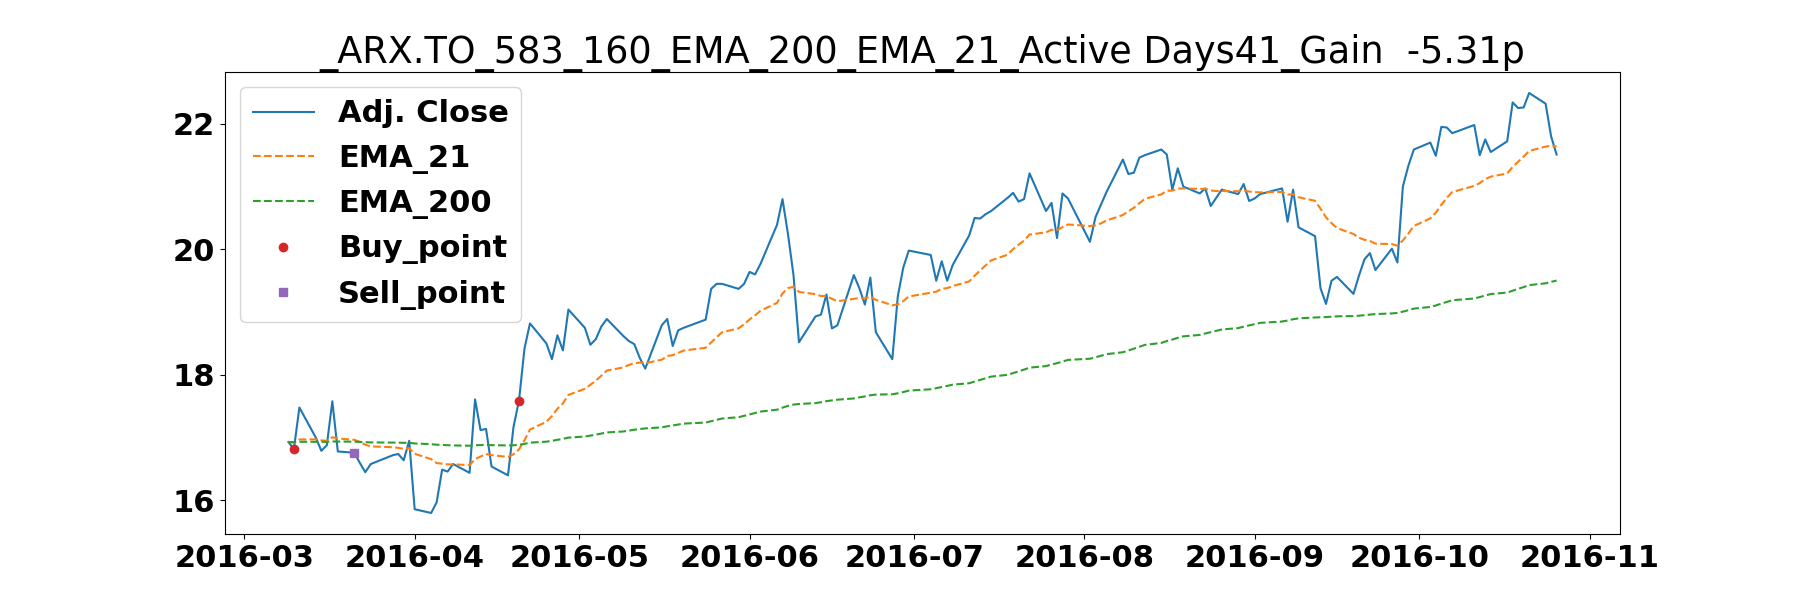 _ARX.TO_583_160_EMA_200_EMA_21_Active Days41_Gain  -5.31p
Adj. Close
EMA_21
EMA_200
Buy_point
Sell_point
22
20
18
16
2016-03 2016-04 2016-05 2016-06 2016-07 2016-08 2016-09 2016-10 2016-11